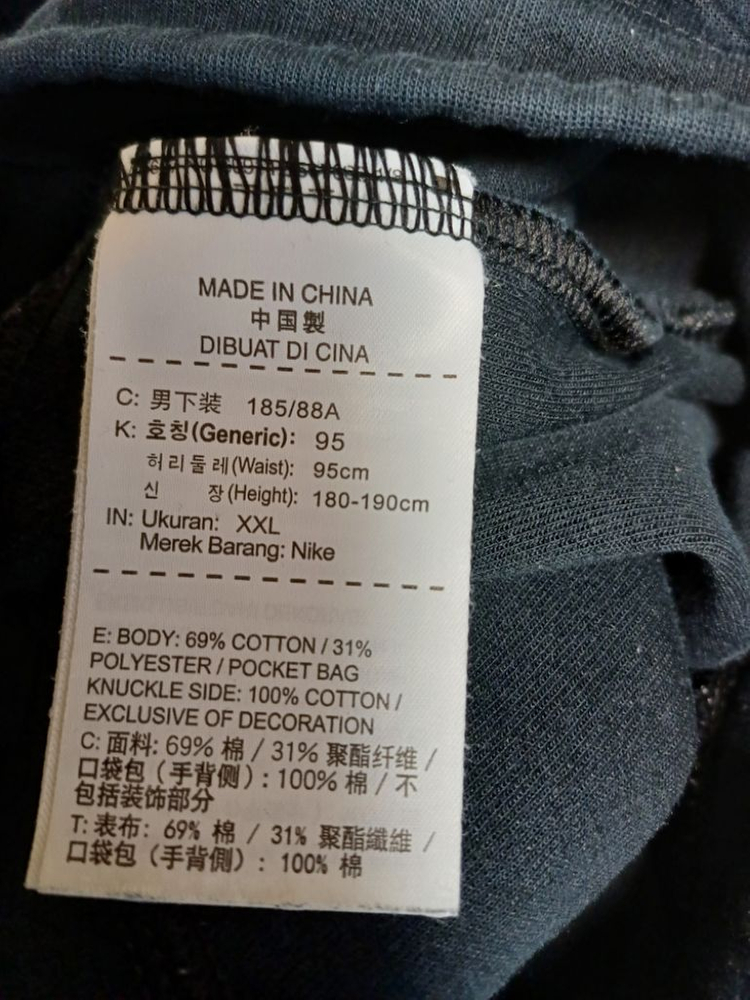 MADE IN CHINA
中国製
DIBUAT DI CINA
C: 男下装 185/88A
K: 호칭(Generic): 95
허리둘레(Waist): 95cm
신 장(Height): 180-190cm
IN: Ukuran: XXL
Merek Barang: Nike
E: BODY: 69% COTTON / 31%
POLYESTER / POCKET BAG
KNUCKLE SIDE: 100% COTTON /
EXCLUSIVE OF DECORATION
C: 面料: 69% 棉 / 31% 聚酯纤维 /
口袋包（手背侧）: 100% 棉 / 不
包括装饰部分
T: 表布: 69% 棉 / 31% 聚酯纖維 /
口袋包（手背側）: 100% 棉